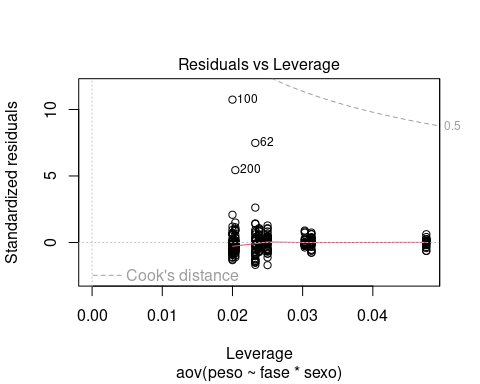 Residuals vs Leverage
Standardized residuals
10
5
0
100
62
200
0.5
Cook's distance
0.00 0.01 0.02 0.03 0.04
Leverage
aov(peso ~ fase * sexo)